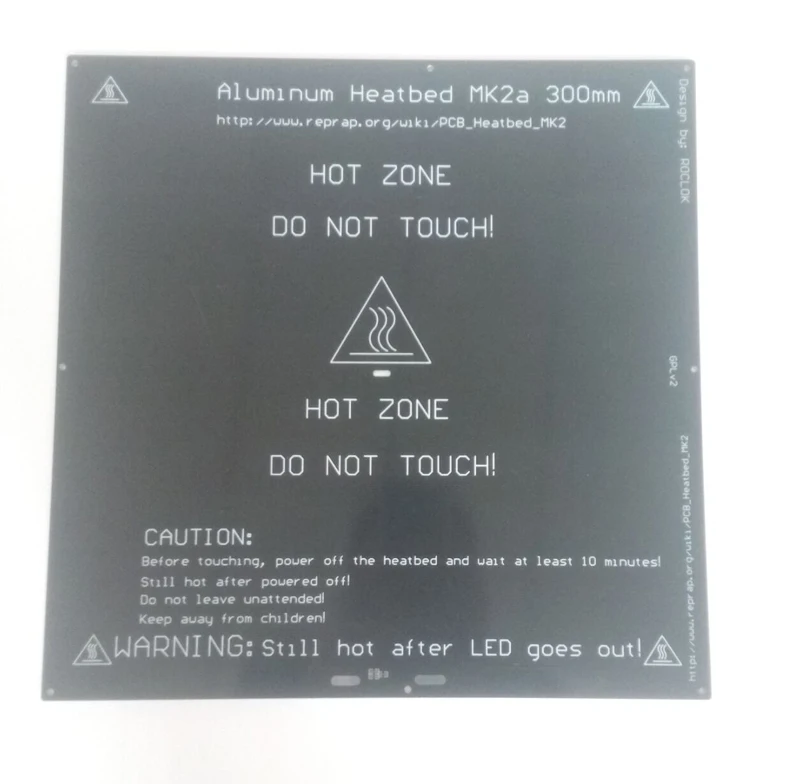 Aluminum Heatbed MK2a 300mm
http://www.reprap.org/wiki/PCB_Heatbed_MK2
Design by: ROCLOK
HOT ZONE
DO NOT TOUCH!
GPLv2
HOT ZONE
DO NOT TOUCH!
http://www.reprap.org/wiki/PCB_Heatbed_MK2
CAUTION:
Before touching, power off the heatbed and wait at least 10 minutes!
Still hot after powered off!
Do not leave unattended!
Keep away from children!
WARNING: Still hot after LED goes out!